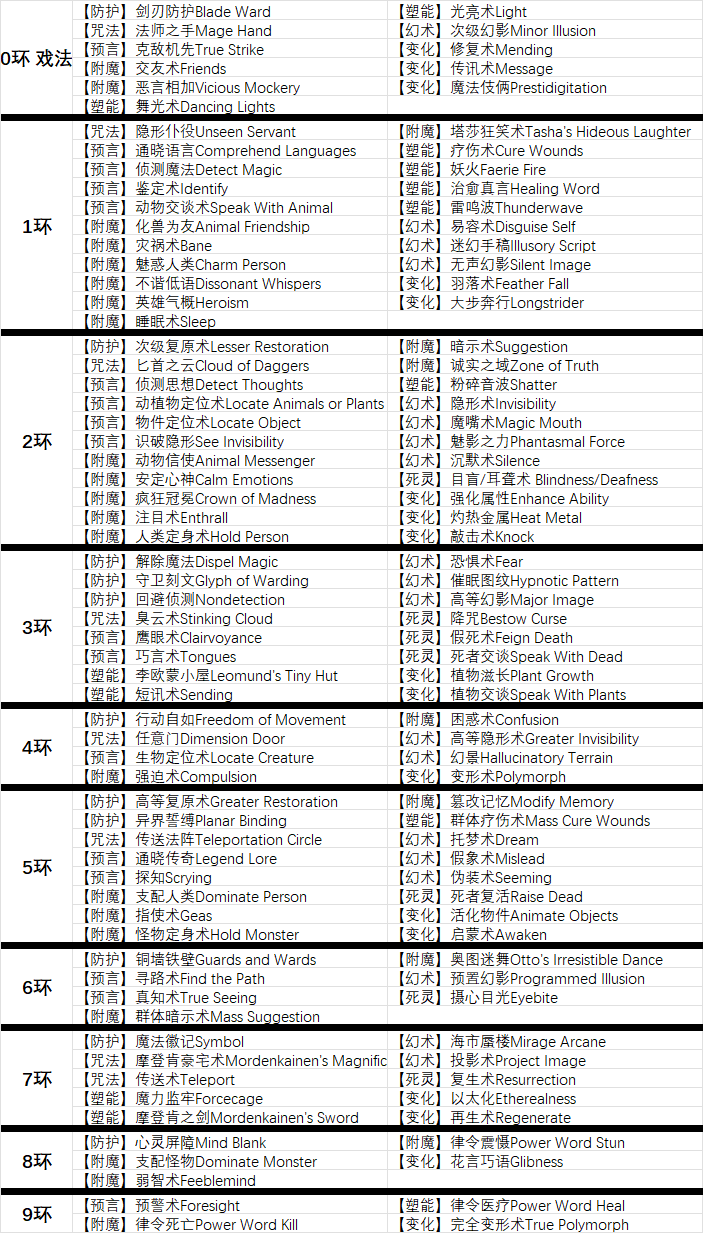 0环 戏法
【防护】剑刃防护Blade Ward 【塑能】光亮术Light
【咒法】法师之手Mage Hand 【幻术】次级幻影Minor Illusion
【预言】克敌机先True Strike 【变化】修复术Mending
【附魔】交友术Friends 【变化】传讯术Message
【附魔】恶言相加Vicious Mockery 【变化】魔法伎俩Prestidigitation
【塑能】舞光术Dancing Lights
1环
【咒法】隐形仆役Unseen Servant 【附魔】塔莎狂笑术Tasha's Hideous Laughter
【预言】通晓语言Comprehend Languages 【塑能】疗伤术Cure Wounds
【预言】侦测魔法Detect Magic 【塑能】妖火Faerie Fire
【预言】鉴定术Identify 【塑能】治愈真言Healing Word
【预言】动物交谈术Speak With Animal 【塑能】雷鸣波Thunderwave
【附魔】化兽为友Animal Friendship 【幻术】易容术Disguise Self
【附魔】灾祸术Bane 【幻术】迷幻手稿Illusory Script
【附魔】魅惑人类Charm Person 【幻术】无声幻影Silent Image
【附魔】不谐低语Dissonant Whispers 【变化】羽落术Feather Fall
【附魔】英雄气概Heroism 【变化】大步奔行Longstrider
【附魔】睡眠术Sleep
2环
【防护】次级复原术Lesser Restoration 【附魔】暗示术Suggestion
【咒法】匕首之云Cloud of Daggers 【附魔】诚实之域Zone of Truth
【预言】侦测思想Detect Thoughts 【塑能】粉碎音波Shatter
【预言】动植物定位术Locate Animals or Plants 【幻术】隐形术Invisibility
【预言】物件定位术Locate Object 【幻术】魔嘴术Magic Mouth
【预言】识破隐形See Invisibility 【幻术】魅影之力Phantasmal Force
【附魔】动物信使Animal Messenger 【幻术】沉默术Silence
【附魔】安定心神Calm Emotions 【死灵】目盲/耳聋术 Blindness/Deafness
【附魔】疯狂冠冕Crown of Madness 【变化】强化属性Enhance Ability
【附魔】注目术Enthrall 【变化】灼热金属Heat Metal
【附魔】人类定身术Hold Person 【变化】敲击术Knock
3环
【防护】解除魔法Dispel Magic 【幻术】恐惧术Fear
【防护】守卫刻文Glyph of Warding 【幻术】催眠图纹Hypnotic Pattern
【防护】回避侦测Nondetection 【幻术】高等幻影Major Image
【咒法】臭云术Stinking Cloud 【死灵】降咒Bestow Curse
【预言】鹰眼术Clairvoyance 【死灵】假死术Feign Death
【预言】巧言术Tongues 【死灵】死者交谈Speak With Dead
【塑能】李欧蒙小屋Leomund's Tiny Hut 【变化】植物滋长Plant Growth
【塑能】短讯术Sending 【变化】植物交谈Speak With Plants
4环
【防护】行动自如Freedom of Movement 【附魔】困惑术Confusion
【咒法】任意门Dimension Door 【幻术】高等隐形术Greater Invisibility
【预言】生物定位术Locate Creature 【幻术】幻景Hallucinatory Terrain
【附魔】强迫术Compulsion 【变化】变形术Polymorph
5环
【防护】高等复原术Greater Restoration 【附魔】篡改记忆Modify Memory
【防护】异界誓缚Planar Binding 【塑能】群体疗伤术Mass Cure Wounds
【咒法】传送法阵Teleportation Circle 【幻术】托梦术Dream
【预言】通晓传奇Legend Lore 【幻术】假象术Mislead
【预言】探知Scrying 【幻术】伪装术Seeming
【附魔】支配人类Dominate Person 【死灵】死者复活Raise Dead
【附魔】指使术Geas 【变化】活化物件Animate Objects
【附魔】怪物定身术Hold Monster 【变化】启蒙术Awaken
6环
【防护】铜墙铁壁Guards and Wards 【附魔】奥图迷舞Otto's Irresistible Dance
【预言】寻路术Find the Path 【幻术】预置幻影Programmed Illusion
【预言】真知术True Seeing 【死灵】摄心目光Eyebite
【附魔】群体暗示术Mass Suggestion
7环
【防护】魔法徽记Symbol 【幻术】海市蜃楼Mirage Arcane
【咒法】摩登肯豪宅术Mordenkainen's Magnific 【幻术】投影术Project Image
【咒法】传送术Teleport 【死灵】复生术Resurrection
【塑能】魔力监牢Forcecage 【变化】以太化Etherealness
【塑能】摩登肯之剑Mordenkainen's Sword 【变化】再生术Regenerate
8环
【防护】心灵屏障Mind Blank 【附魔】律令震慑Power Word Stun
【附魔】支配怪物Dominate Monster 【变化】花言巧语Glibness
【附魔】弱智术Feeblemind
9环
【预言】预警术Foresight 【塑能】律令医疗Power Word Heal
【附魔】律令死亡Power Word Kill 【变化】完全变形术True Polymorph